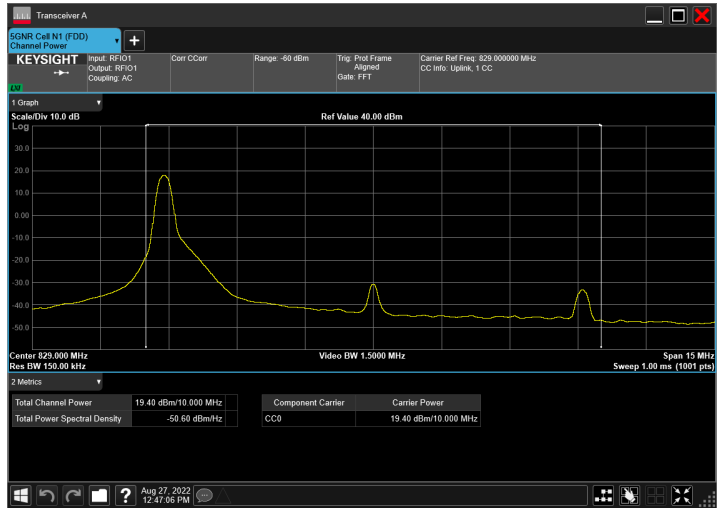 Transceiver A
5GNR Cell N1 (FDD)
Channel Power
KEYSIGHT
Input: RFIO1
Output: RFIO1
Coupling: AC
Corr CCorr
Range: -60 dBm
Trig: Prot Frame
Aligned
Gate: FFT
Carrier Ref Freq: 829.000000 MHz
CC Info: Uplink, 1 CC
LXI
1 Graph
Scale/Div 10.0 dB
Ref Value 40.00 dBm
Log
30.0
20.0
10.0
0.00
-10.0
-20.0
-30.0
-40.0
-50.0
Center 829.000 MHz
Video BW 1.5000 MHz
Span 15 MHz
Res BW 150.00 kHz
Sweep 1.00 ms (1001 pts)
2 Metrics
Total Channel Power 19.40 dBm/10.000 MHz
Total Power Spectral Density -50.60 dBm/Hz
Component Carrier Carrier Power
CC0 19.40 dBm/10.000 MHz
Aug 27, 2022
12:47:06 PM